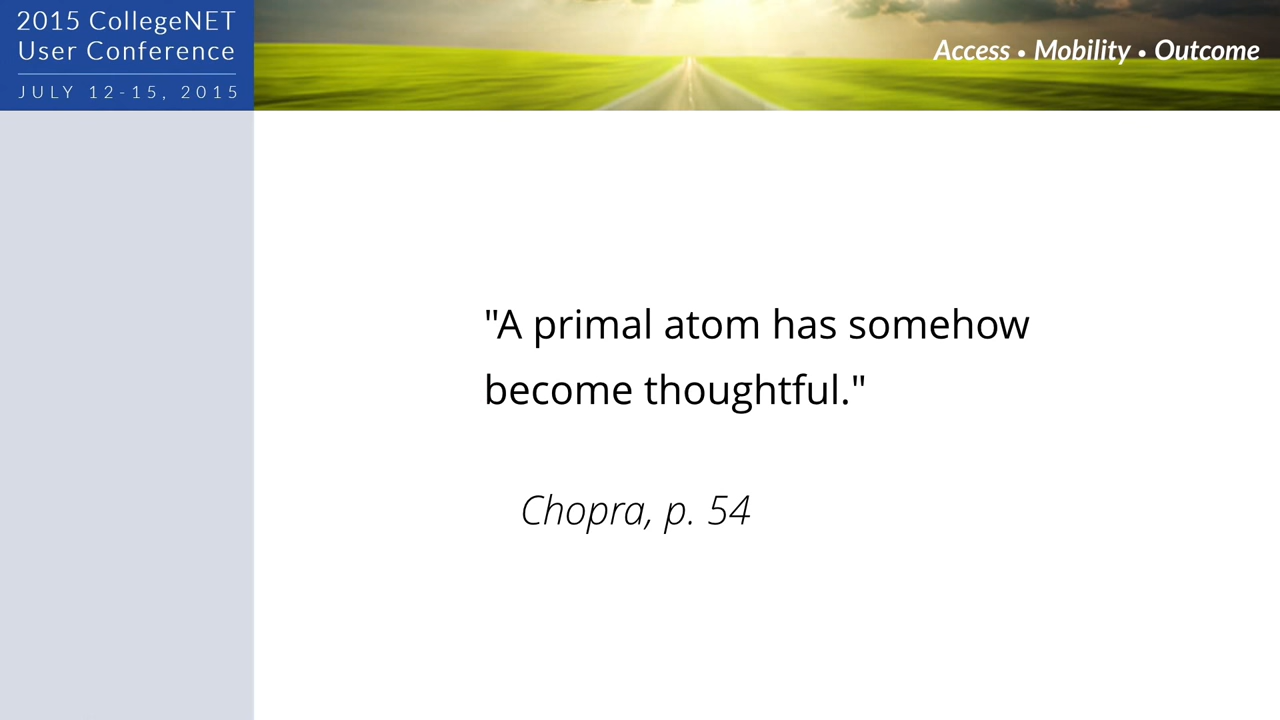 2015 CollegeNET
User Conference
JULY 12-15, 2015
Access • Mobility • Outcome
"A primal atom has somehow
become thoughtful."
Chopra, p. 54